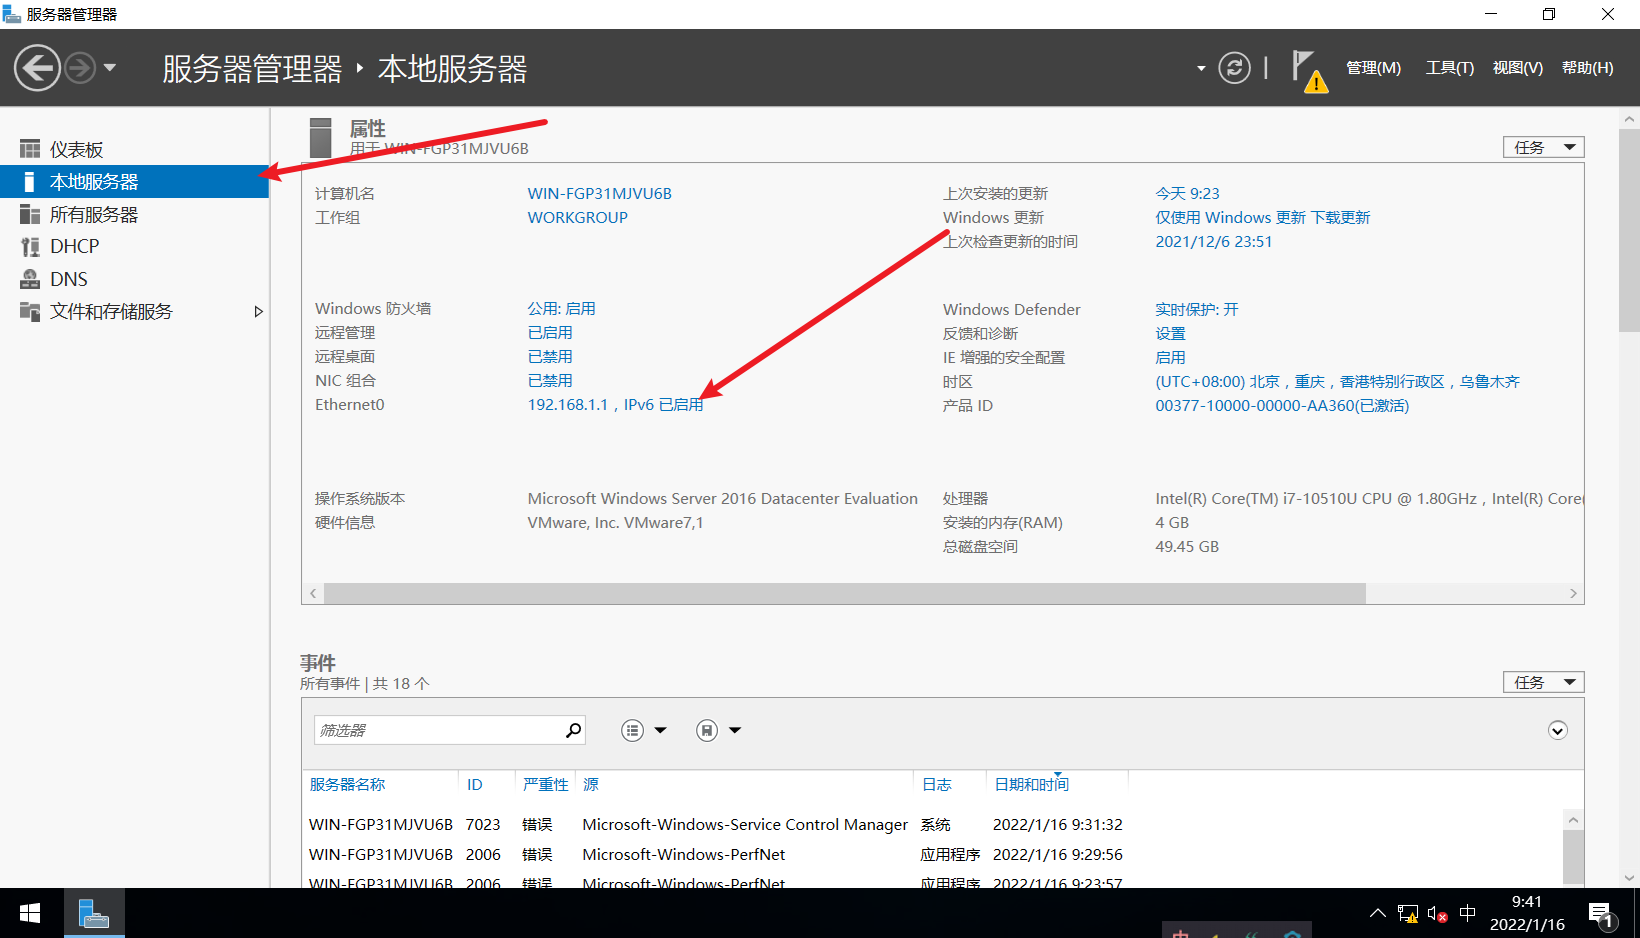 服务器管理器
服务器管理器 ‣ 本地服务器
管理(M) 工具(T) 视图(V) 帮助(H)
仪表板
本地服务器
所有服务器
DHCP
DNS
文件和存储服务
属性
用于 WIN-FGP31MJVU6B
任务
计算机名 WIN-FGP31MJVU6B 上次安装的更新 今天 9:23
工作组 WORKGROUP Windows 更新 仅使用 Windows 更新 下载更新
上次检查更新的时间 2021/12/6 23:51
Windows 防火墙 公用: 启用 Windows Defender 实时保护: 开
远程管理 已启用 反馈和诊断 设置
远程桌面 已禁用 IE 增强的安全配置 启用
NIC 组合 已禁用 时区 (UTC+08:00) 北京，重庆，香港特别行政区，乌鲁木齐
Ethernet0 192.168.1.1，IPv6 已启用 产品 ID 00377-10000-00000-AA360(已激活)
操作系统版本 Microsoft Windows Server 2016 Datacenter Evaluation 处理器 Intel(R) Core(TM) i7-10510U CPU @ 1.80GHz，Intel(R) Core(
硬件信息 VMware, Inc. VMware7,1 安装的内存(RAM) 4 GB
总磁盘空间 49.45 GB
事件
所有事件 | 共 18 个
任务
筛选器
服务器名称 ID 严重性 源 日志 日期和时间
WIN-FGP31MJVU6B 7023 错误 Microsoft-Windows-Service Control Manager 系统 2022/1/16 9:31:32
WIN-FGP31MJVU6B 2006 错误 Microsoft-Windows-PerfNet 应用程序 2022/1/16 9:29:56
WIN-FGP31MJVU6B 2006 错误 Microsoft-Windows-PerfNet 应用程序 2022/1/16 9:23:57
中
9:41
2022/1/16
1